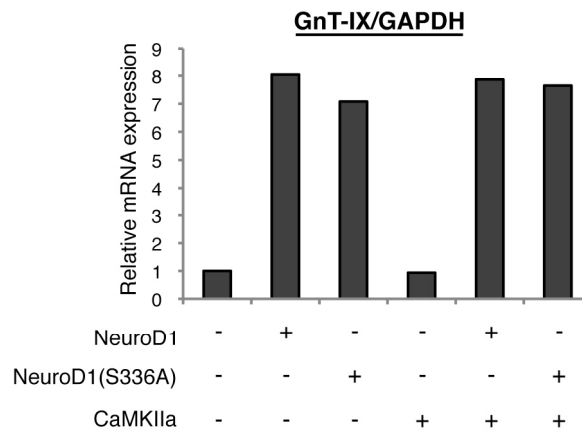 GnT-IX/GAPDH
Relative mRNA expression
9
8
7
6
5
4
3
2
1
0
NeuroD1 - + - - + -
NeuroD1(S336A) - - + - - +
CaMKIIa - - - + + +